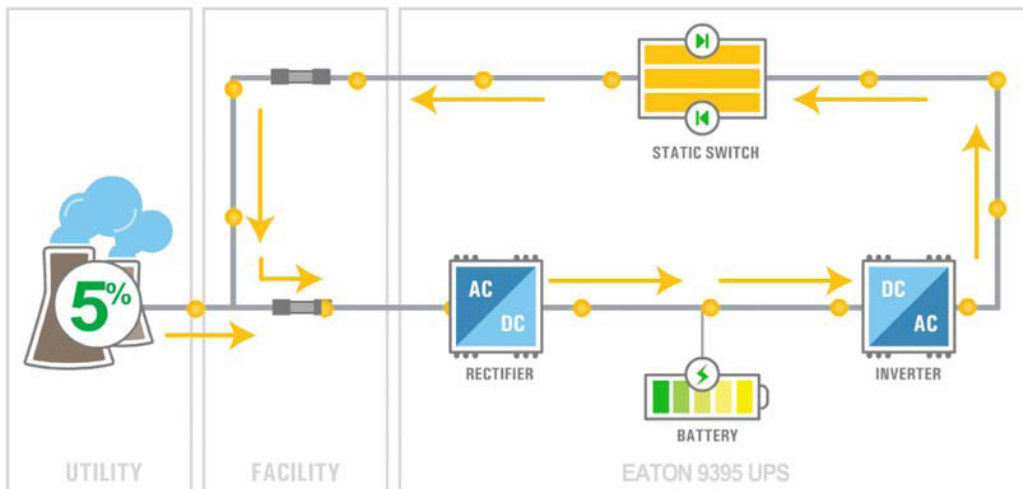 STATIC SWITCH
5%
AC
DC
RECTIFIER
DC
AC
INVERTER
BATTERY
UTILITY
FACILITY
EATON 9395 UPS